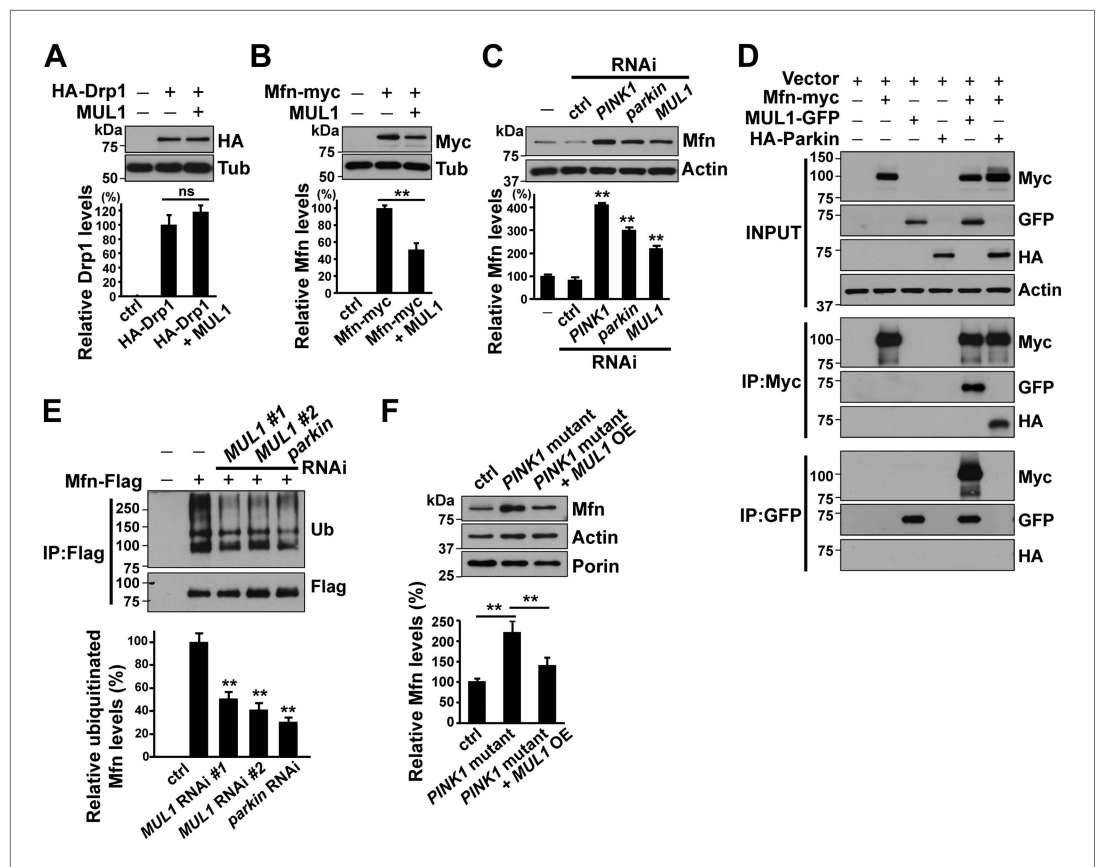 A
HA-Drp1 – + +
MUL1 – – +
kDa
75
HA
50
Tub
(%)
ns
Relative Drp1 levels
120
100
80
60
40
20
0
ctrl
HA-Drp1
HA-Drp1
+ MUL1
B
Mfn-myc – + +
MUL1 – – +
kDa
75
Myc
50
Tub
(%)
**
Relative Mfn levels
100
80
60
40
20
0
ctrl
Mfn-myc
Mfn-myc
+ MUL1
C
RNAi
– ctrl PINK1 parkin MUL1
kDa
75
Mfn
37
Actin
(%)
** ** **
Relative Mfn levels
400
300
200
100
0
– ctrl PINK1 parkin MUL1
RNAi
D
Vector + + + + + +
Mfn-myc – + – – + +
MUL1-GFP – – + – + –
HA-Parkin – – – + – +
INPUT
150
100
75
Myc
75
GFP
75
HA
37
Actin
IP:Myc
100
75
Myc
75
GFP
75
HA
IP:GFP
100
75
Myc
75
GFP
75
HA
E
– – MUL1 #1 MUL1 #2 parkin
RNAi
Mfn-Flag – + + + +
IP:Flag
250
150
100
75
Ub
100
75
Flag
Relative ubiquitinated
Mfn levels (%)
100
80
60
40
20
0
** ** **
ctrl
MUL1 RNAi #1
MUL1 RNAi #2
parkin RNAi
F
ctrl
PINK1 mutant
PINK1 mutant
+ MUL1 OE
kDa
75
Mfn
37
Actin
25
Porin
Relative Mfn levels (%)
250
200
150
100
50
0
** **
ctrl
PINK1 mutant
PINK1 mutant
+ MUL1 OE